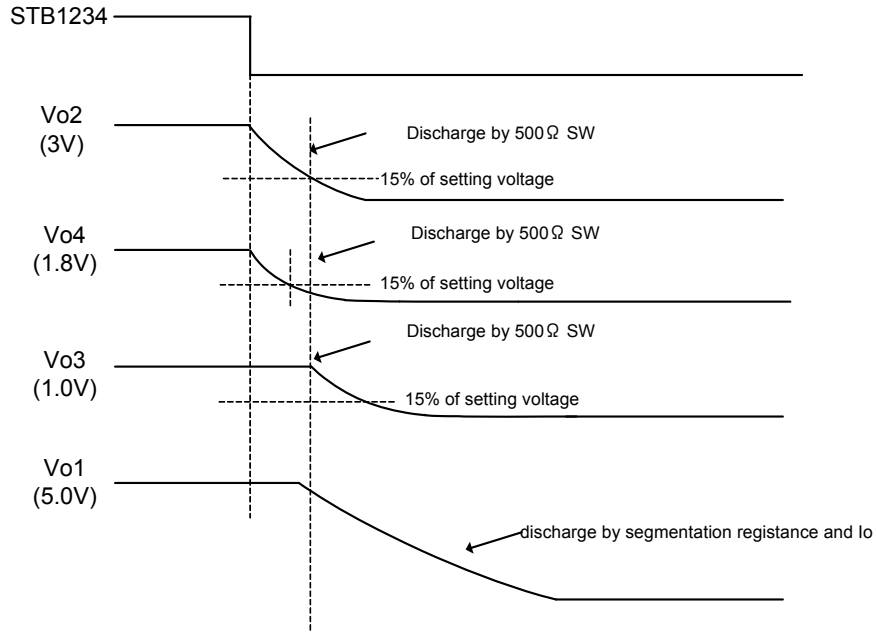 STB1234
Vo2
(3V)
Discharge by 500Ω SW
15% of setting voltage
Vo4
(1.8V)
Discharge by 500Ω SW
15% of setting voltage
Vo3
(1.0V)
Discharge by 500Ω SW
15% of setting voltage
Vo1
(5.0V)
discharge by segmentation registance and Io